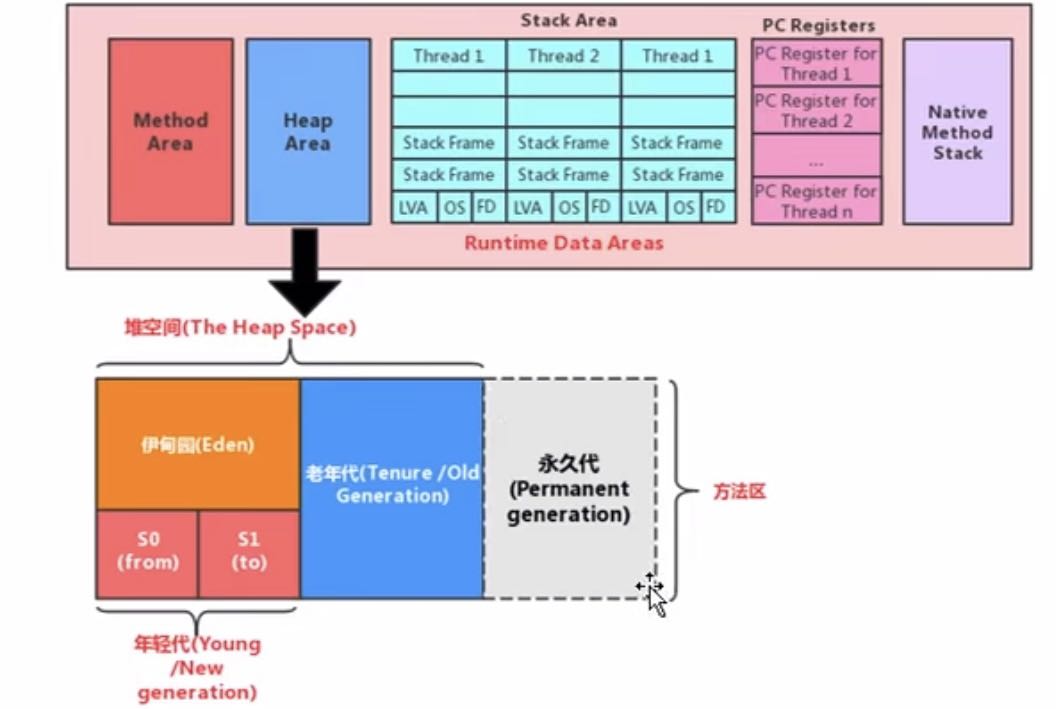 Stack Area
PC Registers
Method
Area
Heap
Area
Thread 1
Thread 2
Thread 1
Stack Frame
Stack Frame
Stack Frame
Stack Frame
Stack Frame
Stack Frame
LVA
OS
FD
LVA
OS
FD
LVA
OS
FD
PC Register for
Thread 1
PC Register for
Thread 2
...
PC Register for
Thread n
Native
Method
Stack
Runtime Data Areas
堆空间(The Heap Space)
伊甸园(Eden)
S0
(from)
S1
(to)
老年代(Tenure /Old
Generation)
永久代
(Permanent
generation)
方法区
年轻代(Young
/New
generation)